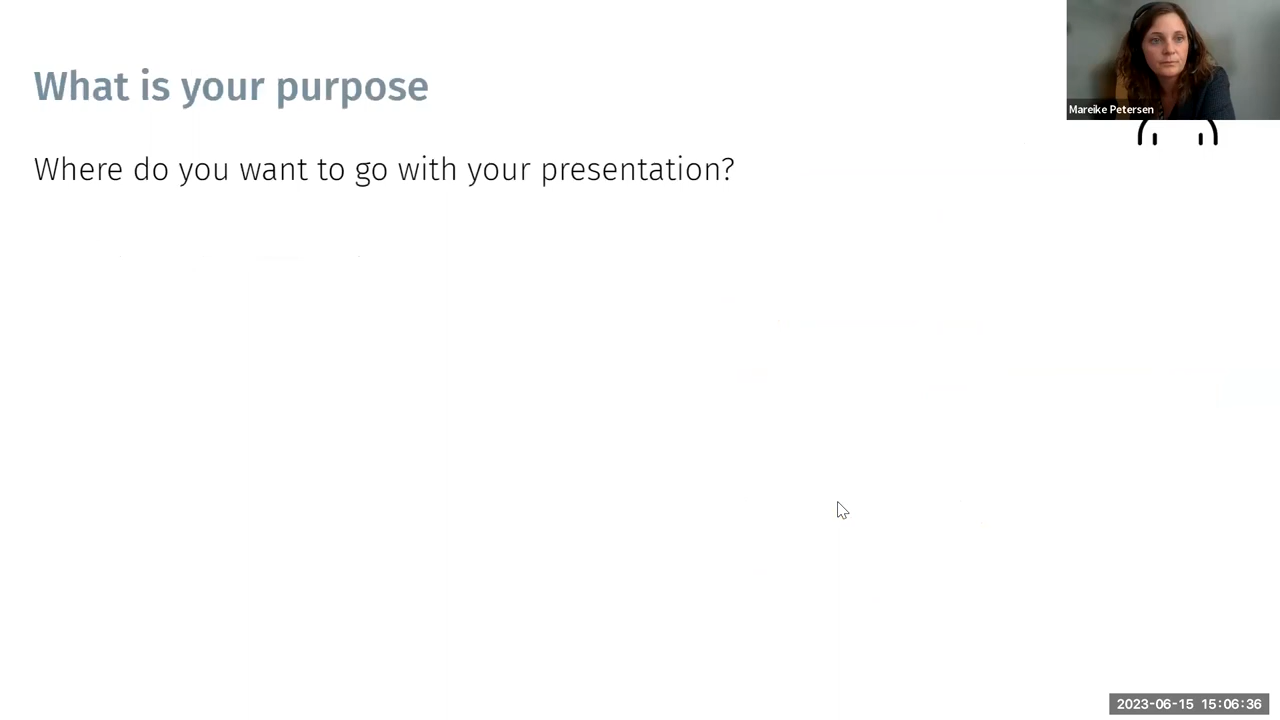 What is your purpose
Mareike Petersen
Where do you want to go with your presentation?
2023-06-15 15:06:36